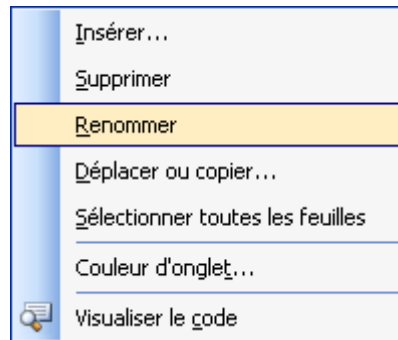 Insérer...
Supprimer
Renommer
Déplacer ou copier...
Sélectionner toutes les feuilles
Couleur d'onglet...
Visualiser le code